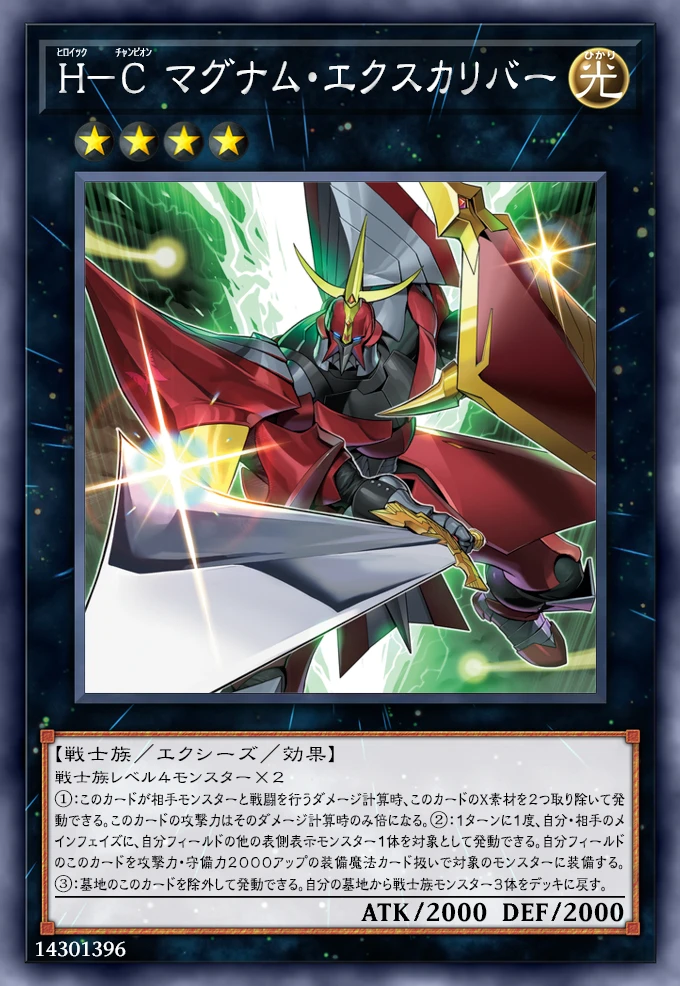 ヒロイック チャンピオン
H－C マグナム・エクスカリバー
ひかり
光
【戦士族／エクシーズ／効果】
戦士族レベル４モンスター×２
①：このカードが相手モンスターと戦闘を行うダメージ計算時、このカードのX素材を２つ取り除いて発
動できる。このカードの攻撃力はそのダメージ計算時のみ倍になる。②：１ターンに１度、自分・相手のメ
インフェイズに、自分フィールドの他の表側表示モンスター１体を対象として発動できる。自分フィールド
のこのカードを攻撃力・守備力２０００アップの装備魔法カード扱いで対象のモンスターに装備する。
③：墓地のこのカードを除外して発動できる。自分の墓地から戦士族モンスター３体をデッキに戻す。
ATK/2000 DEF/2000
14301396